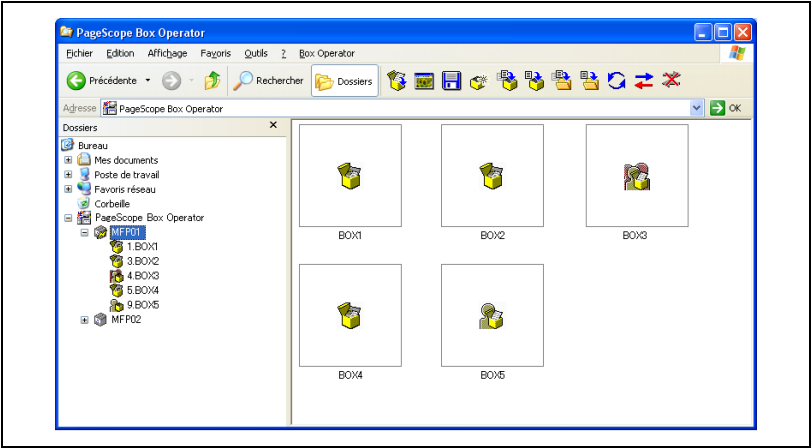 PageScope Box Operator
Fichier Edition Affichage Favoris Outils ? Box Operator
Précédente Rechercher Dossiers
Adresse PageScope Box Operator OK
Dossiers
Bureau
Mes documents
Poste de travail
Favoris réseau
Corbeille
PageScope Box Operator
MFP01
1.BOX1
3.BOX2
4.BOX3
5.BOX4
9.BOX5
MFP02
BOX1 BOX2 BOX3
BOX4 BOX5